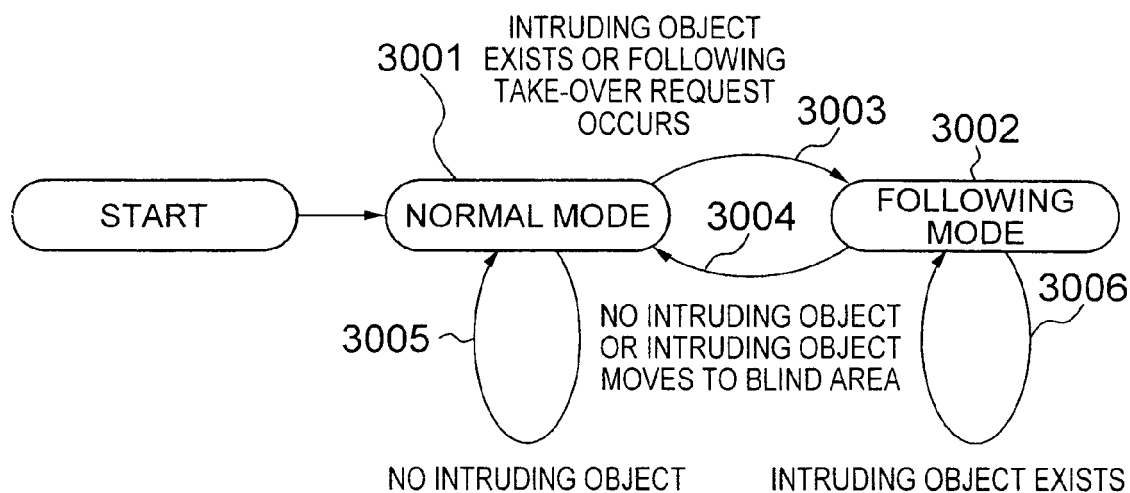 INTRUDING OBJECT
EXISTS OR FOLLOWING
TAKE-OVER REQUEST
OCCURS
3001
3003
3002
START
NORMAL MODE
FOLLOWING
MODE
3004
3005
NO INTRUDING OBJECT
OR INTRUDING OBJECT
MOVES TO BLIND AREA
3006
NO INTRUDING OBJECT
INTRUDING OBJECT EXISTS